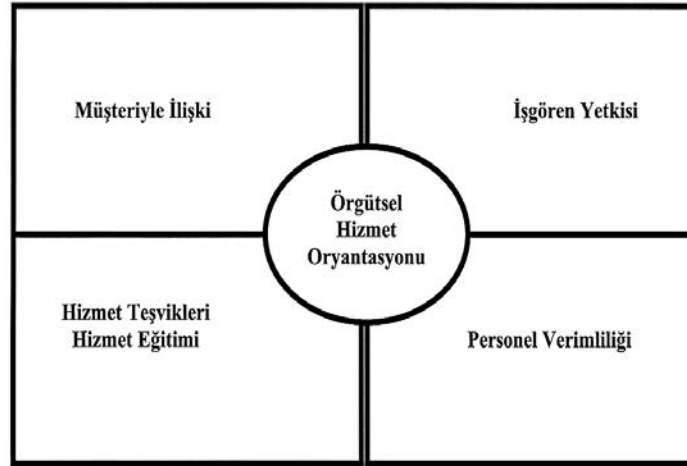 Müşteriyle İlişki
İşgören Yetkisi
Örgütsel
Hizmet
Oryantasyonu
Hizmet Teşvikleri
Hizmet Eğitimi
Personel Verimliliği